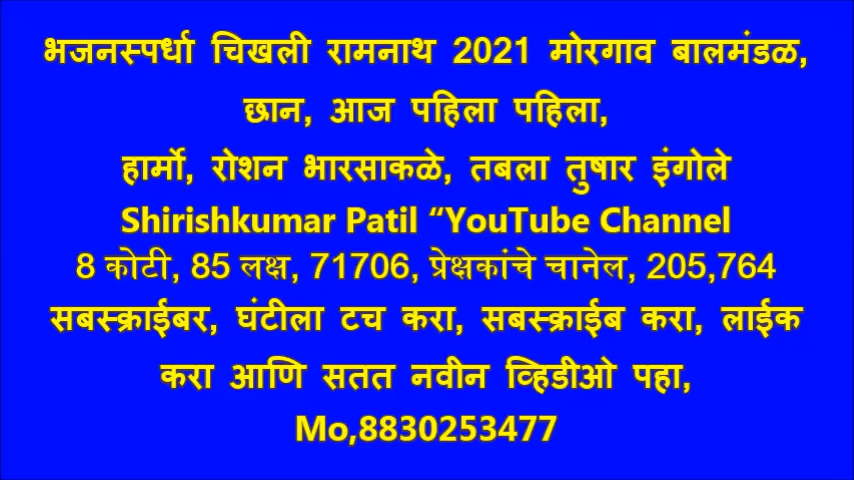 भजनस्पर्धा चिखली रामनाथ 2021 मोरगाव बालमंडळ,
छान, आज पहिला पहिला,
हार्मो, रोशन भारसाकळे, तबला तुषार इंगोले
Shirishkumar Patil “YouTube Channel
8 कोटी, 85 लक्ष, 71706, प्रेक्षकांचे चानेल, 205,764
सबस्क्राईबर, घंटीला टच करा, सबस्क्राईब करा, लाईक
करा आणि सतत नवीन व्हिडीओ पहा,
Mo,8830253477